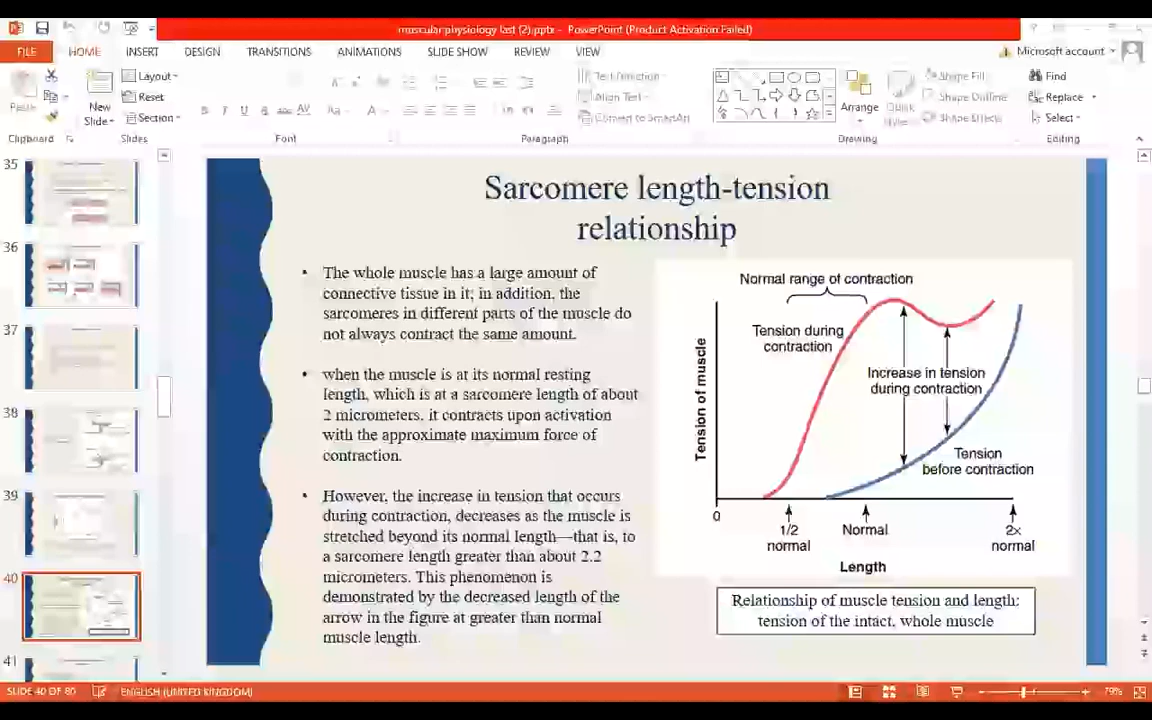 muscular physiology last (2).pptx - PowerPoint (Product Activation Failed)
FILE HOME INSERT DESIGN TRANSITIONS ANIMATIONS SLIDE SHOW REVIEW VIEW Microsoft account
Paste New Slide Layout Reset Section
Text Direction Align Text Convert to SmartArt
Arrange Quick Styles Shape Fill Shape Outline Shape Effects
Find Replace Select
Clipboard Slides Font Paragraph Drawing Editing
35
36
37
38
39
40
41
Sarcomere length-tension
relationship
• The whole muscle has a large amount of
connective tissue in it; in addition, the
sarcomeres in different parts of the muscle do
not always contract the same amount.
• when the muscle is at its normal resting
length, which is at a sarcomere length of about
2 micrometers, it contracts upon activation
with the approximate maximum force of
contraction.
• However, the increase in tension that occurs
during contraction, decreases as the muscle is
stretched beyond its normal length—that is, to
a sarcomere length greater than about 2.2
micrometers. This phenomenon is
demonstrated by the decreased length of the
arrow in the figure at greater than normal
muscle length.
Normal range of contraction
Tension during
contraction
Increase in tension
during contraction
Tension
before contraction
Tension of muscle
0
1/2
normal
Normal
2x
normal
Length
Relationship of muscle tension and length:
tension of the intact, whole muscle
SLIDE 40 OF 80 ENGLISH (UNITED KINGDOM) 79%